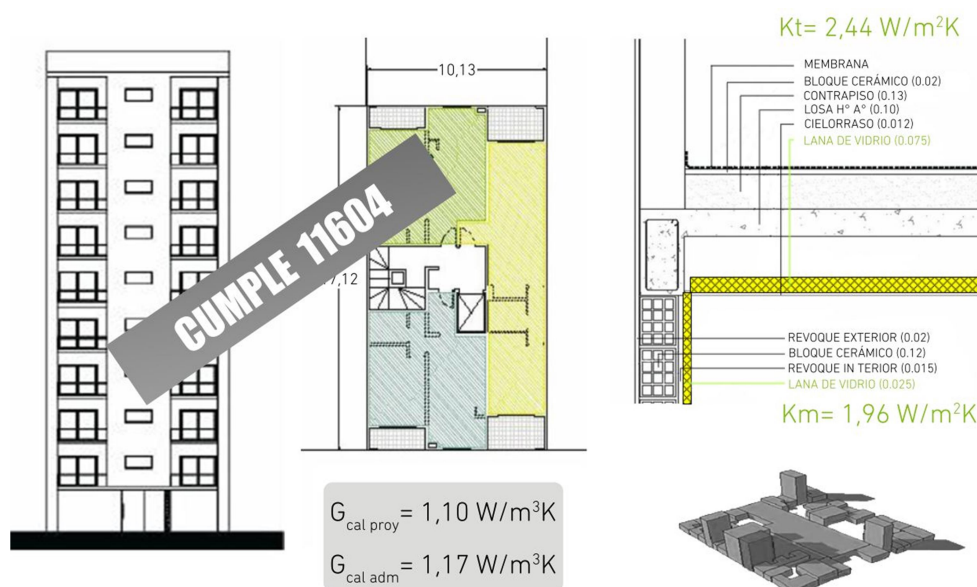 Kt= 2,44 W/m²K
10,13
MEMBRANA
BLOQUE CERÁMICO (0.02)
CONTRAPISO (0.13)
LOSA H° A° (0.10)
CIELORRASO (0.012)
LANA DE VIDRIO (0.075)
CUMPLE 11604
7,12
REVOQUE EXTERIOR (0.02)
BLOQUE CERÁMICO (0.12)
REVOQUE IN TERIOR (0.015)
LANA DE VIDRIO (0.025)
Km= 1,96 W/m²K
G cal proy = 1,10 W/m³K
G cal adm = 1,17 W/m³K